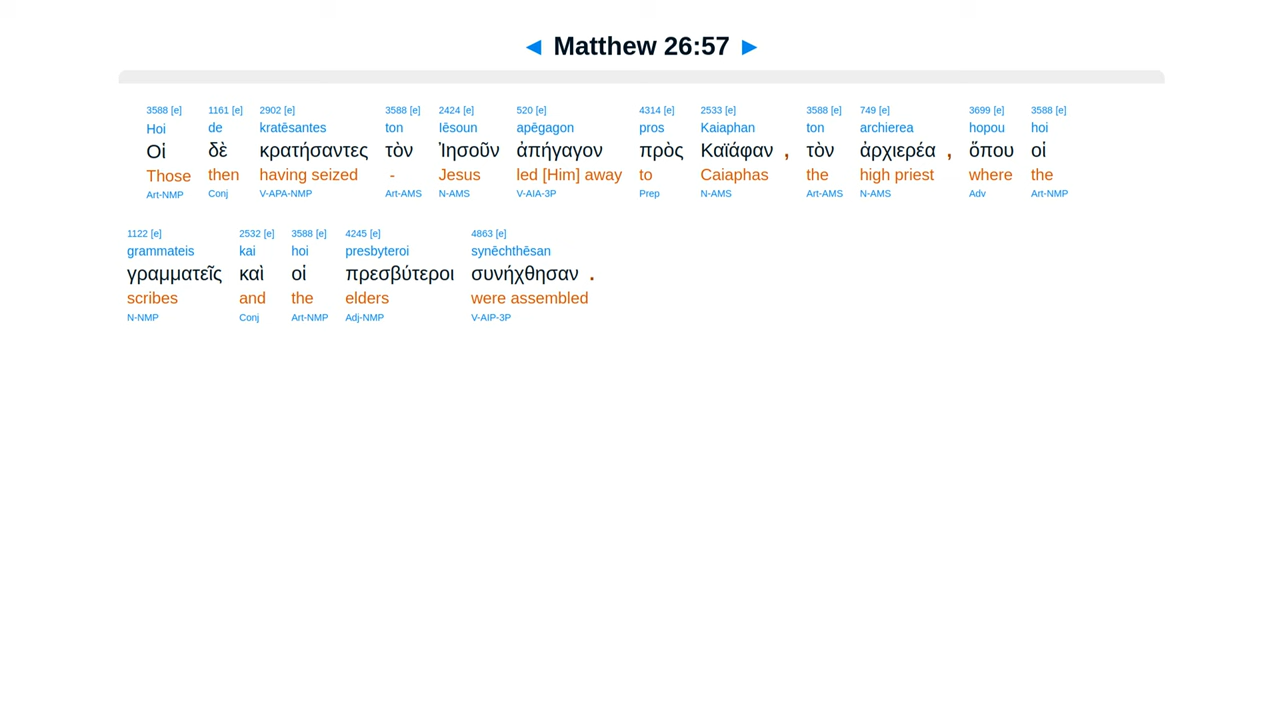 ◄ Matthew 26:57 ►
3588 [e] 1161 [e] 2902 [e] 3588 [e] 2424 [e] 520 [e] 4314 [e] 2533 [e] 3588 [e] 749 [e] 3699 [e] 3588 [e]
Hoi de kratēsantes ton Iēsoun apēgagon pros Kaiaphan ton archierea hopou hoi
Οἱ δὲ κρατήσαντες τὸν Ἰησοῦν ἀπήγαγον πρὸς Καϊάφαν , τὸν ἀρχιερέα , ὅπου οἱ
Those then having seized - Jesus led [Him] away to Caiaphas the high priest where the
Art-NMP Conj V-APA-NMP Art-AMS N-AMS V-AIA-3P Prep N-AMS Art-AMS N-AMS Adv Art-NMP
1122 [e] 2532 [e] 3588 [e] 4245 [e] 4863 [e]
grammateis kai hoi presbyteroi synēchthēsan
γραμματεῖς καὶ οἱ πρεσβύτεροι συνήχθησαν .
scribes and the elders were assembled
N-NMP Conj Art-NMP Adj-NMP V-AIP-3P